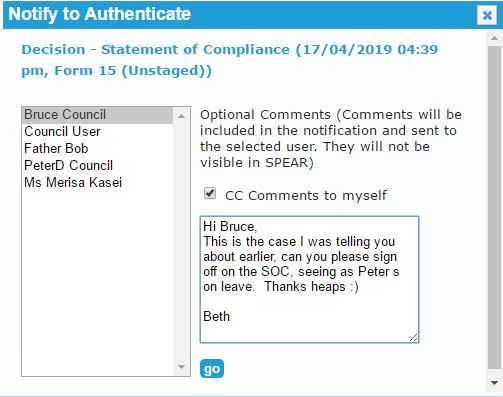 Notify to Authenticate
Decision - Statement of Compliance (17/04/2019 04:39
pm, Form 15 (Unstaged))
Bruce Council
Council User
Father Bob
PeterD Council
Ms Merisa Kasei
Optional Comments (Comments will be
included in the notification and sent to
the selected user. They will not be
visible in SPEAR)
CC Comments to myself
Hi Bruce,
This is the case I was telling you
about earlier, can you please sign
off on the SOC, seeing as Peter s
on leave.  Thanks heaps :)
Beth
go